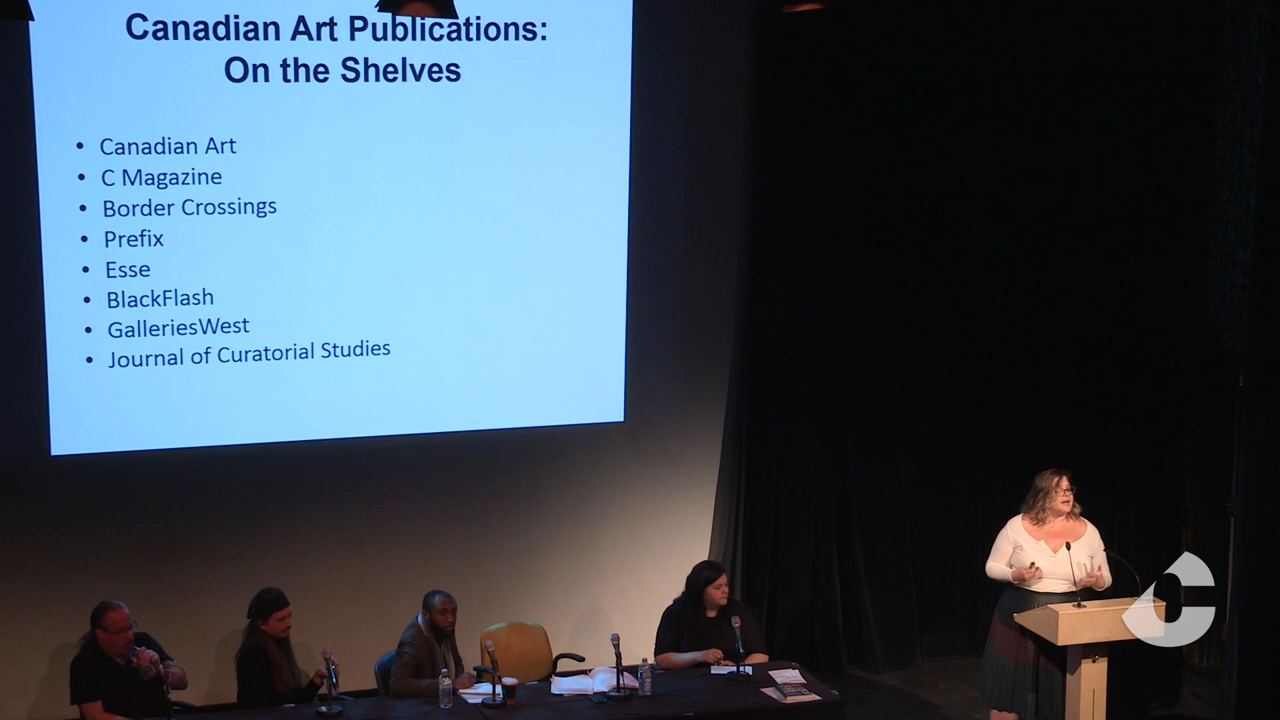 Canadian Art Publications:
On the Shelves
• Canadian Art
• C Magazine
• Border Crossings
• Prefix
• Esse
• BlackFlash
• GalleriesWest
• Journal of Curatorial Studies
C